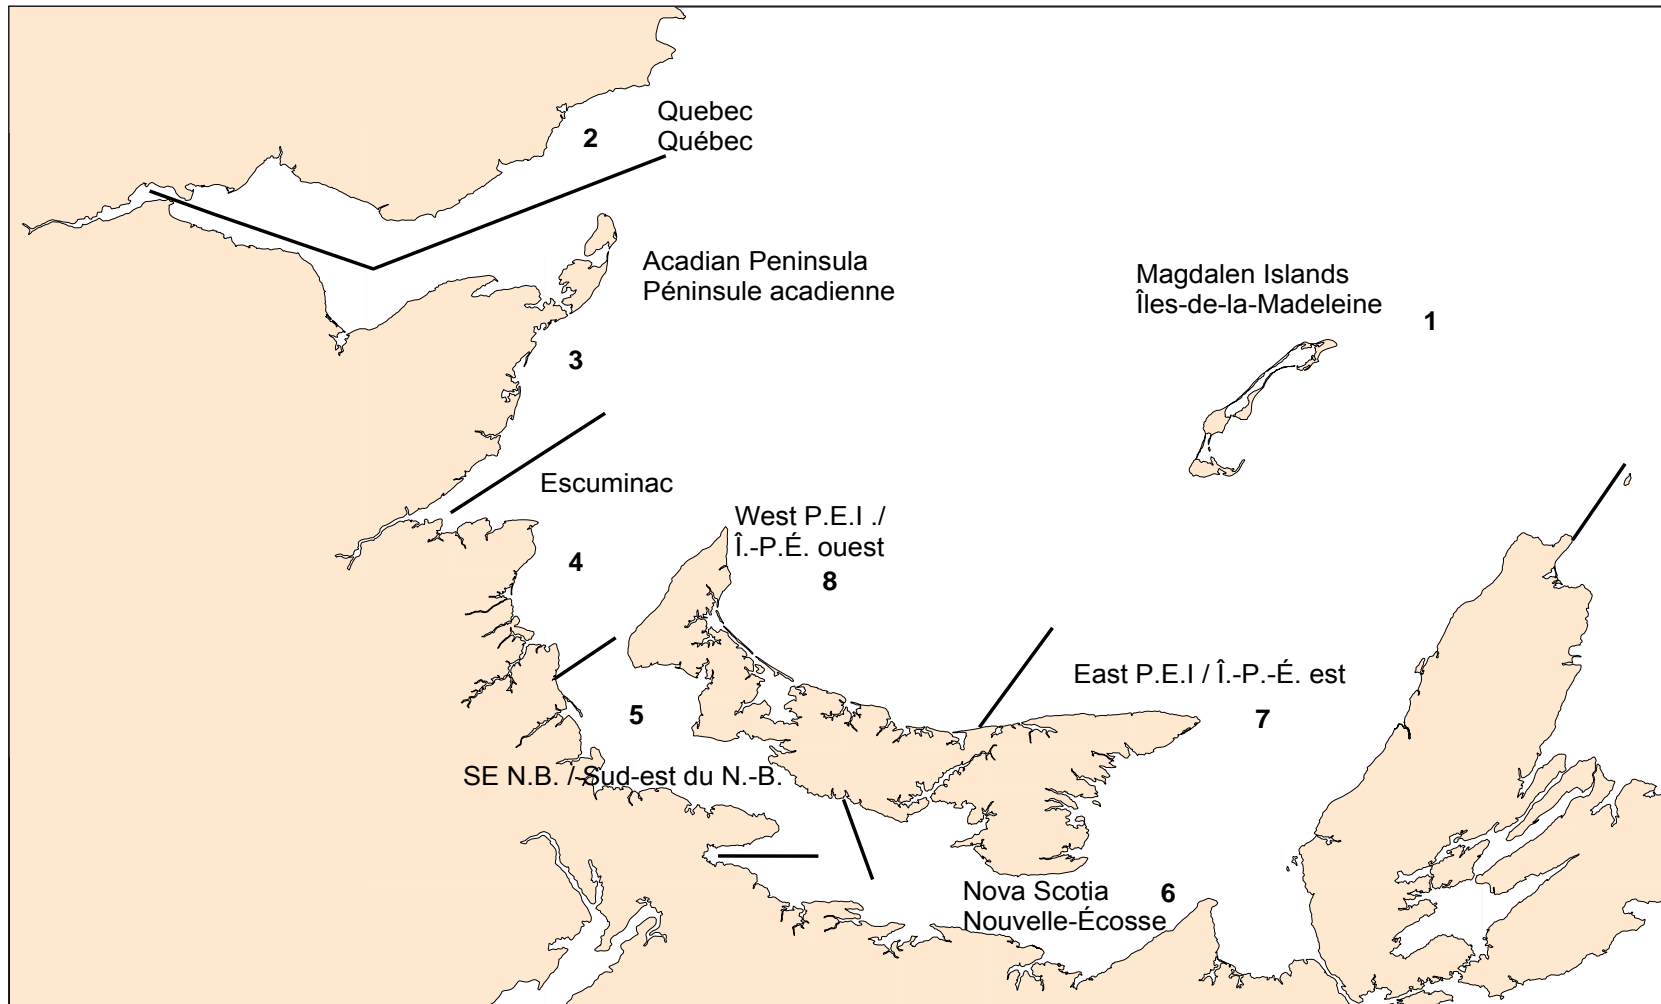 Quebec
Québec
2
Acadian Peninsula
Péninsule acadienne
Magdalen Islands
Îles-de-la-Madeleine
1
3
Escuminac
West P.E.I ./
Î.-P.É. ouest
4
8
East P.E.I / Î.-P.-É. est
5
7
SE N.B. / Sud-est du N.-B.
Nova Scotia
Nouvelle-Écosse
6